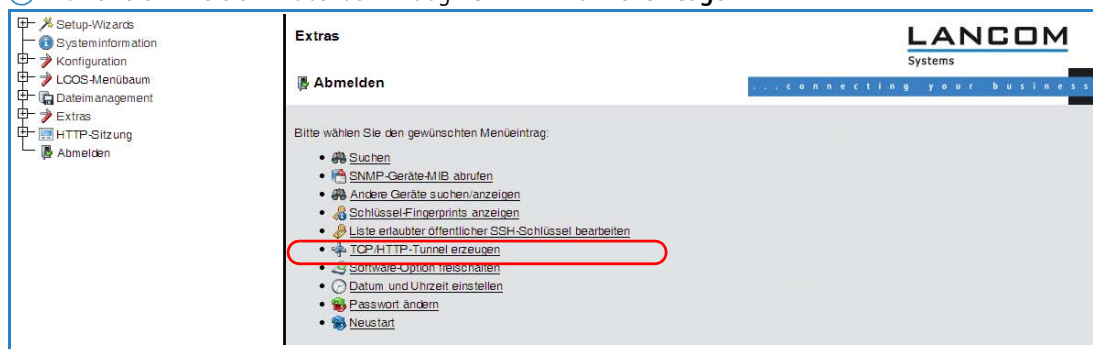 Setup-Wizards
Systeminformation
Konfiguration
LCOS-Menübaum
Dateimanagement
Extras
HTTP-Sitzung
Abmelden
Extras
LANCOM
Systems
Abmelden
...connecting your business
Bitte wählen Sie den gewünschten Menüeintrag:
Suchen
SNMP-Geräte-MIB abrufen
Andere Geräte suchen/anzeigen
Schlüssel-Fingerprints anzeigen
Liste erlaubter öffentlicher SSH-Schlüssel bearbeiten
TCP/HTTP-Tunnel erzeugen
Software-Option freischalten
Datum und Uhrzeit einstellen
Passwort ändern
Neustart